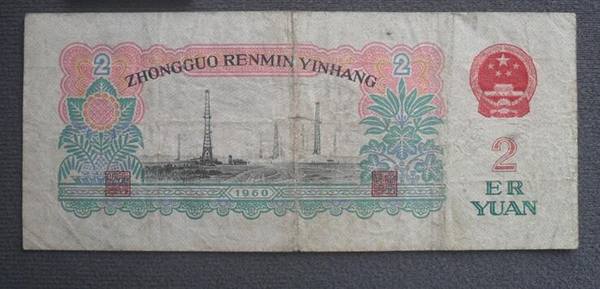 2 2
ZHONGGUO RENMIN YINHANG
1960
2
ER
YUAN